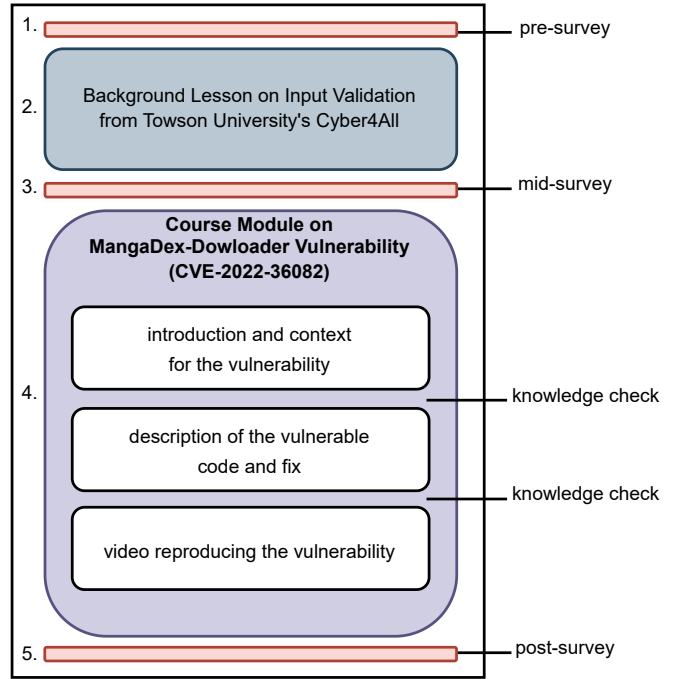 1.
pre-survey
2.
Background Lesson on Input Validation
from Towson University's Cyber4All
3.
mid-survey
Course Module on
MangaDex-Dowloader Vulnerability
(CVE-2022-36082)
introduction and context
for the vulnerability
4.
knowledge check
description of the vulnerable
code and fix
knowledge check
video reproducing the vulnerability
5.
post-survey